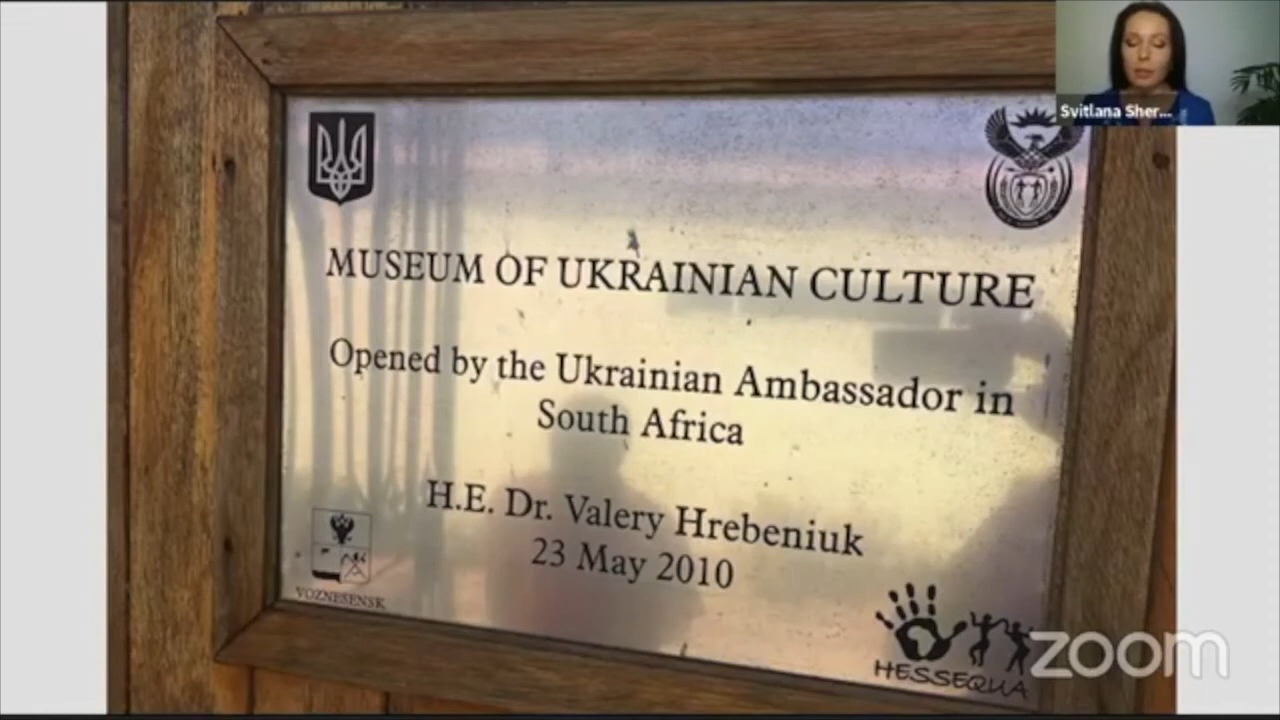 Svitlana Sher...
MUSEUM OF UKRAINIAN CULTURE
Opened by the Ukrainian Ambassador in
South Africa
H.E. Dr. Valery Hrebeniuk
23 May 2010
VOZNESENSK
HESSEQUA
zoom